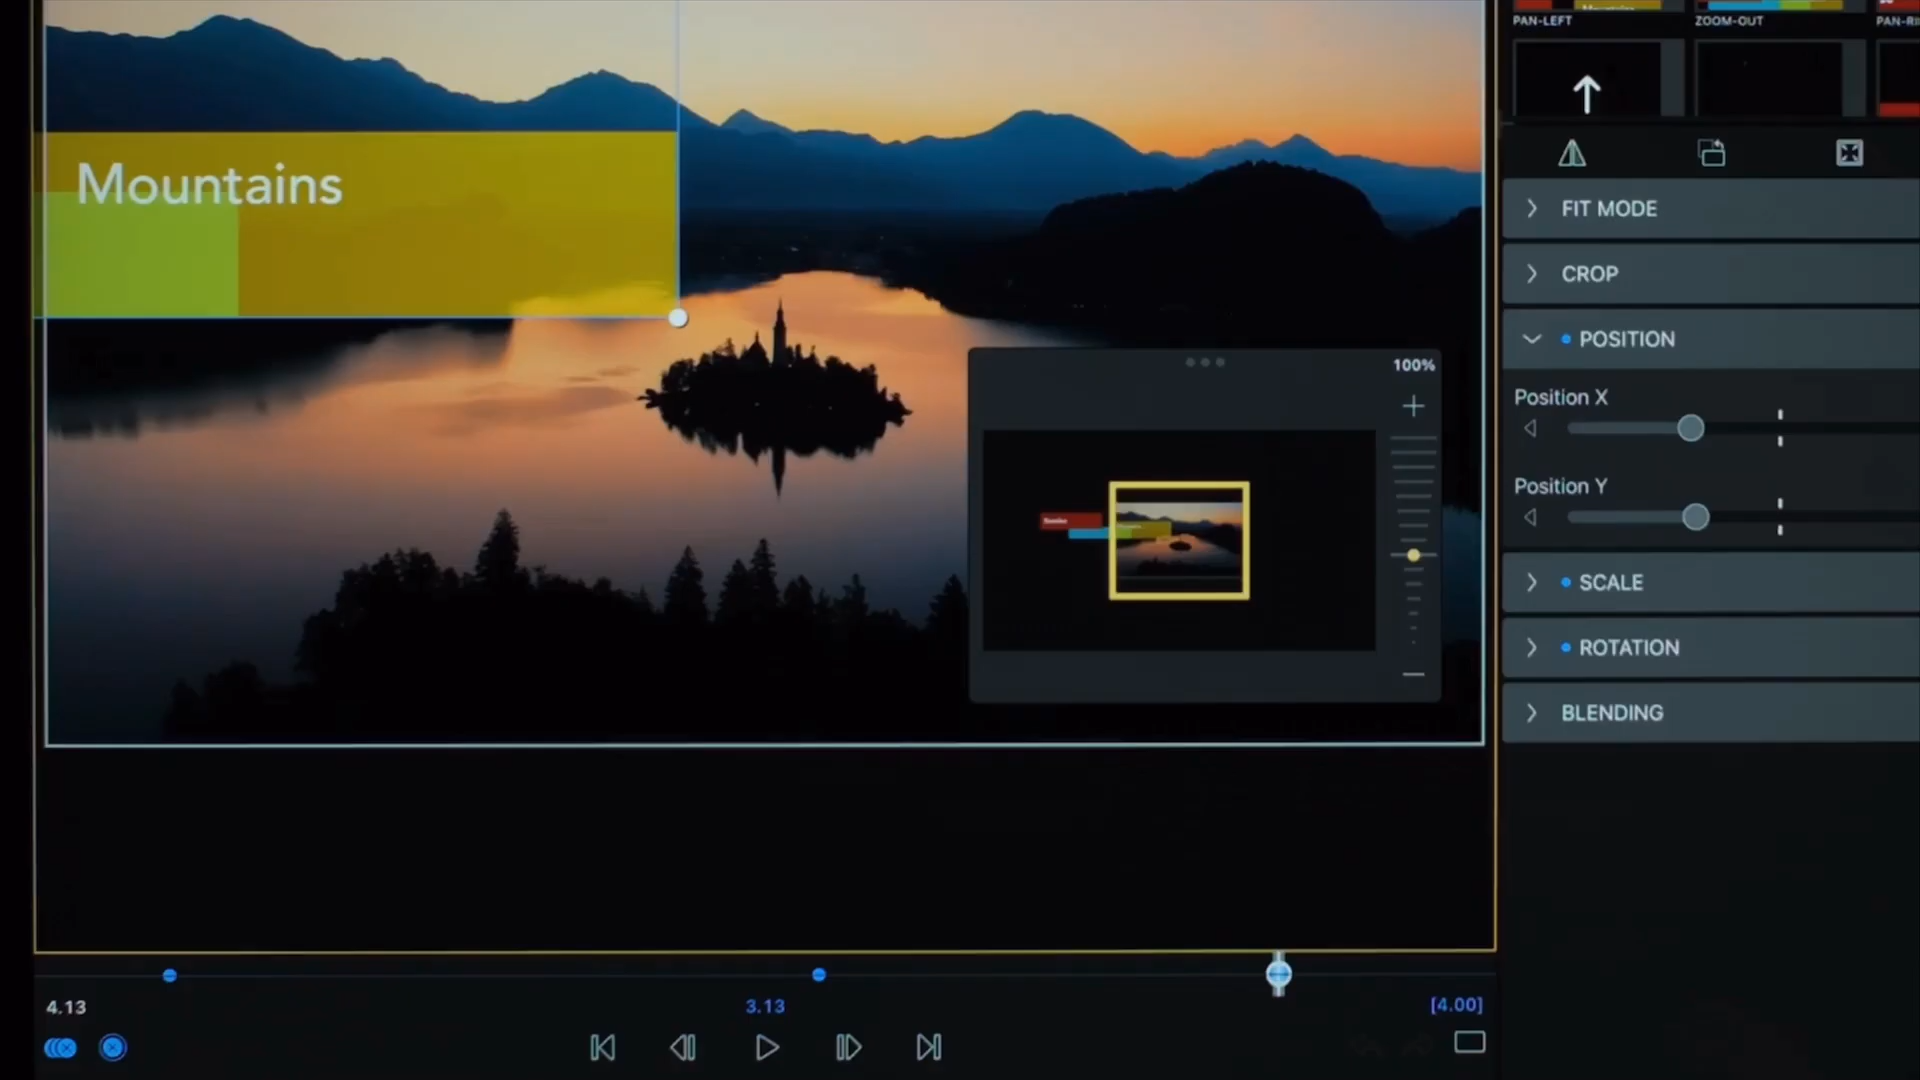 PAN-LEFT
ZOOM-OUT
Mountains
FIT MODE
CROP
POSITION
100%
Position X
Position Y
SCALE
ROTATION
BLENDING
4.13
3.13
[4.00]